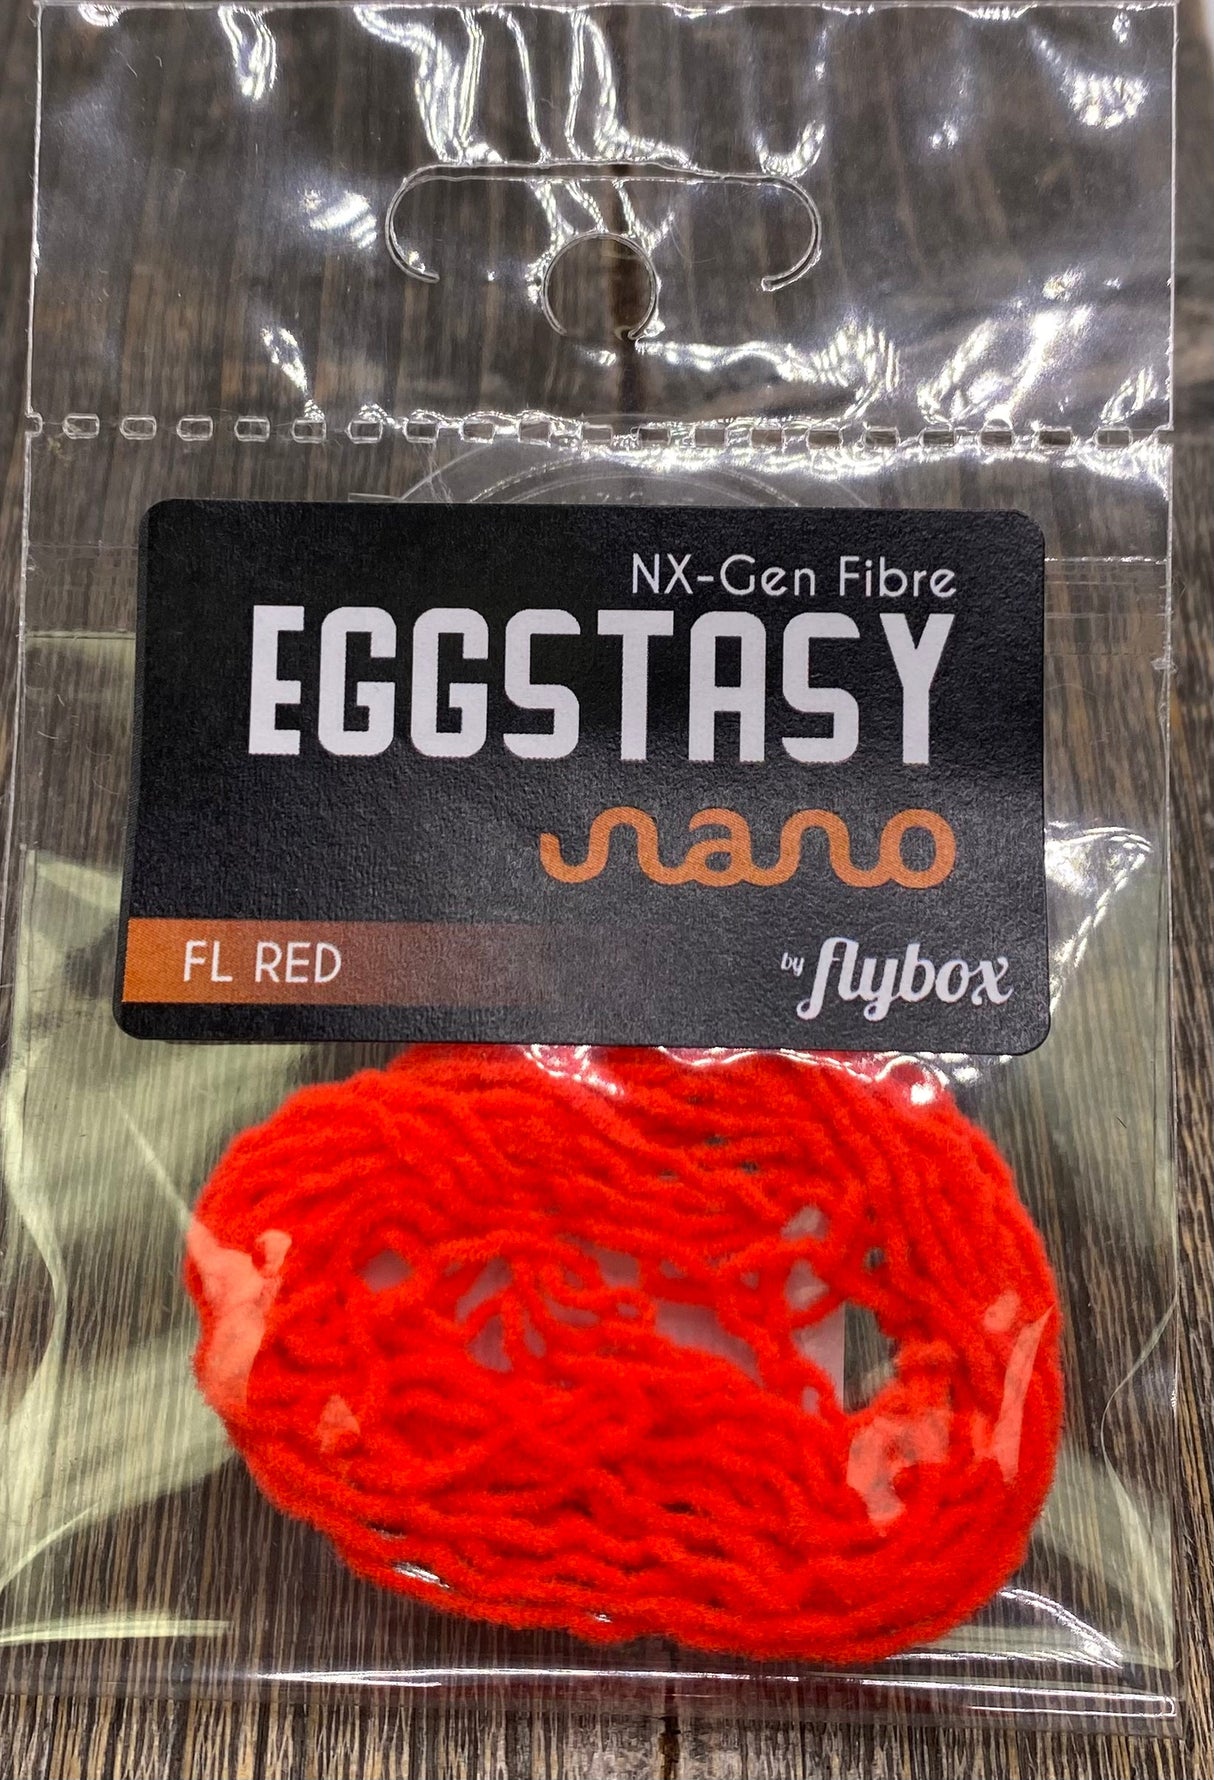 NX-Gen Fibre
EGGSTASY
nano
FL RED
by flybox